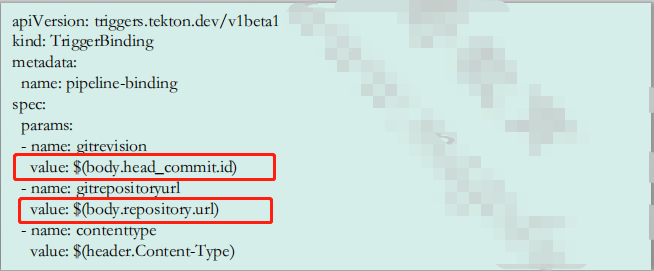 apiVersion: triggers.tekton.dev/v1beta1
kind: TriggerBinding
metadata:
name: pipeline-binding
spec:
params:
- name: gitrevision
value: $(body.head_commit.id)
- name: gitrepositoryurl
value: $(body.repository.url)
- name: contenttype
value: $(header.Content-Type)